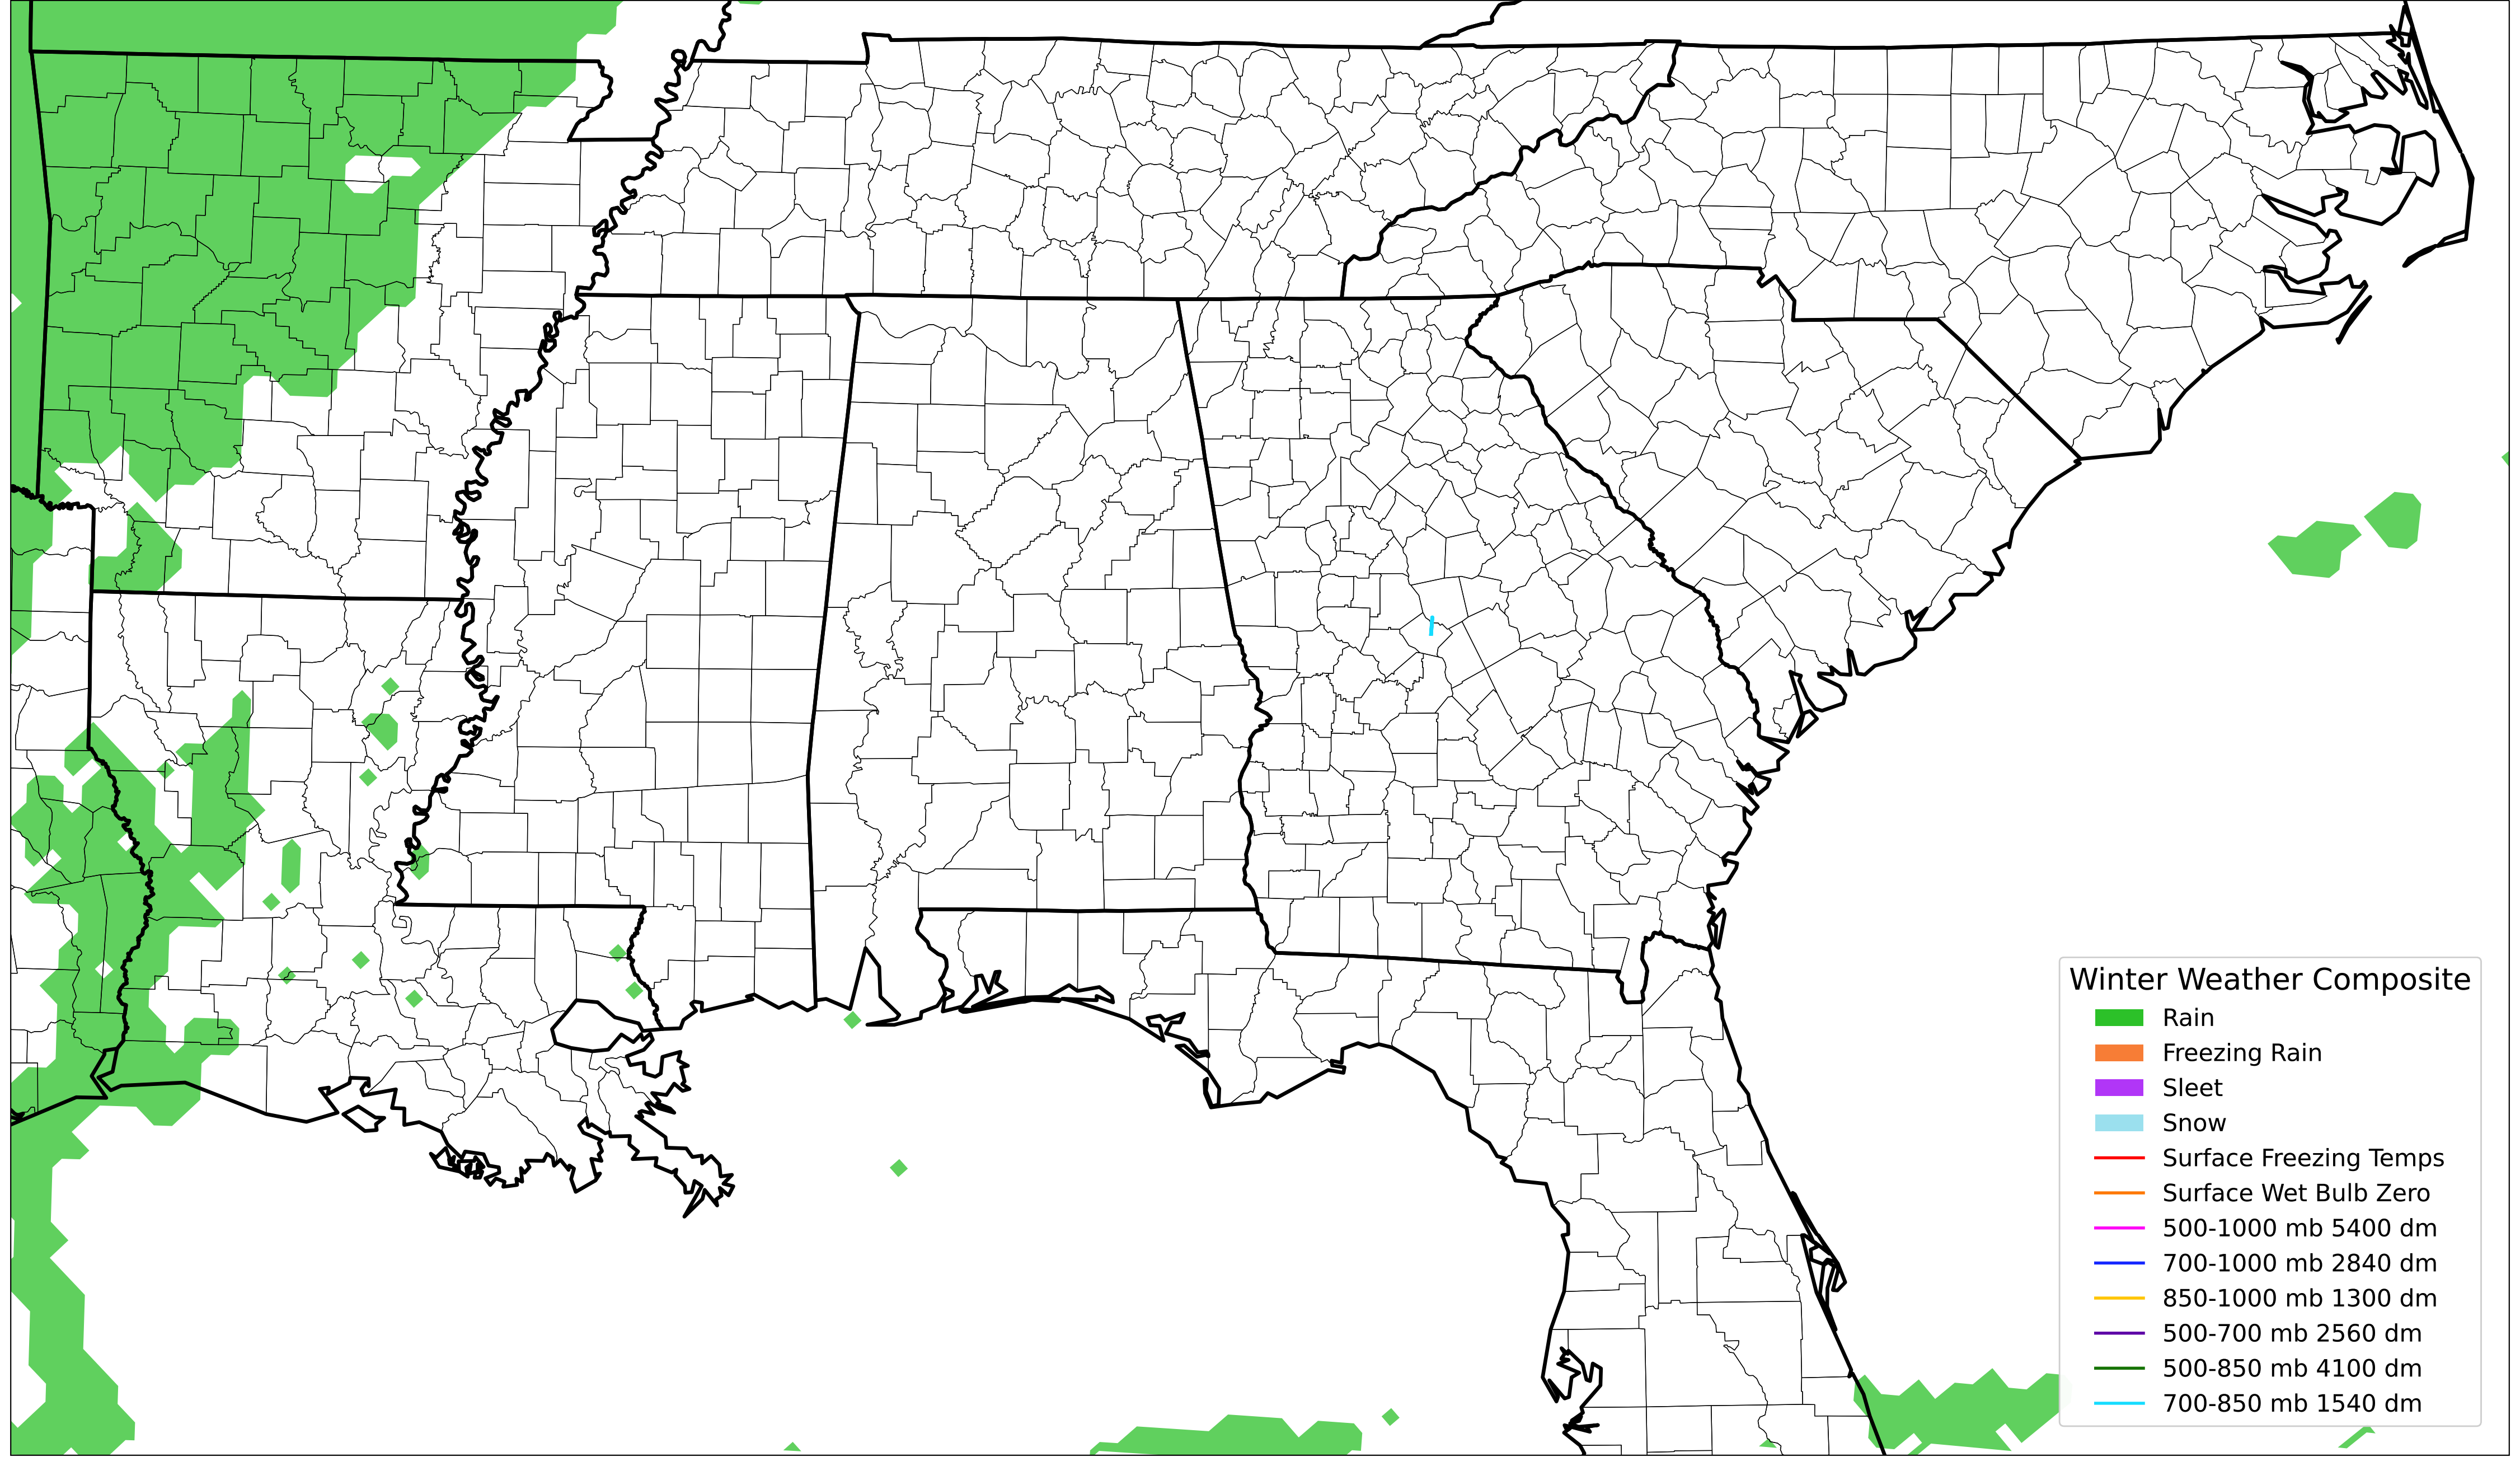 Winter Weather Composite
Rain
Freezing Rain
Sleet
Snow
Surface Freezing Temps
Surface Wet Bulb Zero
500-1000 mb 5400 dm
700-1000 mb 2840 dm
850-1000 mb 1300 dm
500-700 mb 2560 dm
500-850 mb 4100 dm
700-850 mb 1540 dm